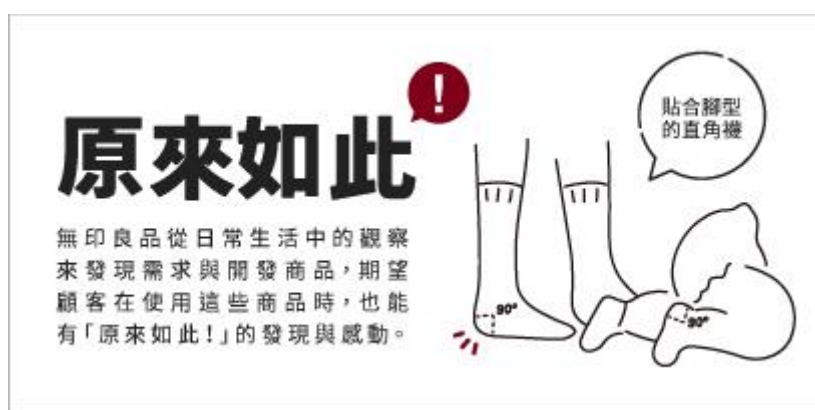 原來如此
!
無印良品從日常生活中的觀察
來發現需求與開發商品，期望
顧客在使用這些商品時，也能
有「原來如此！」的發現與感動。
貼合腳型
的直角襪
90°
90°